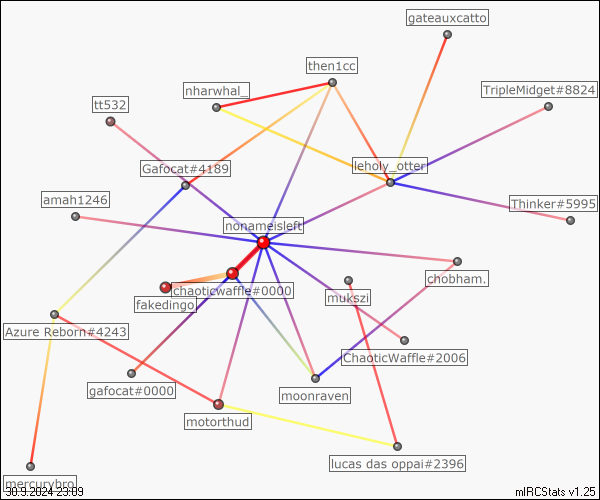 gateauxcatto
then1cc
nharwhal_
TripleMidget#8824
tt532
leholy_otter
Gafocat#4189
amah1246
Thinker#5995
nonameisleft
chobham.
chaoticwaffle#0000
mukszi
fakedingo
Azure Reborn#4243
ChaoticWaffle#2006
gafocat#0000
moonraven
motorthud
lucas das oppai#2396
mercurybro
30.9.2024 23:09
mIRCStats v1.25